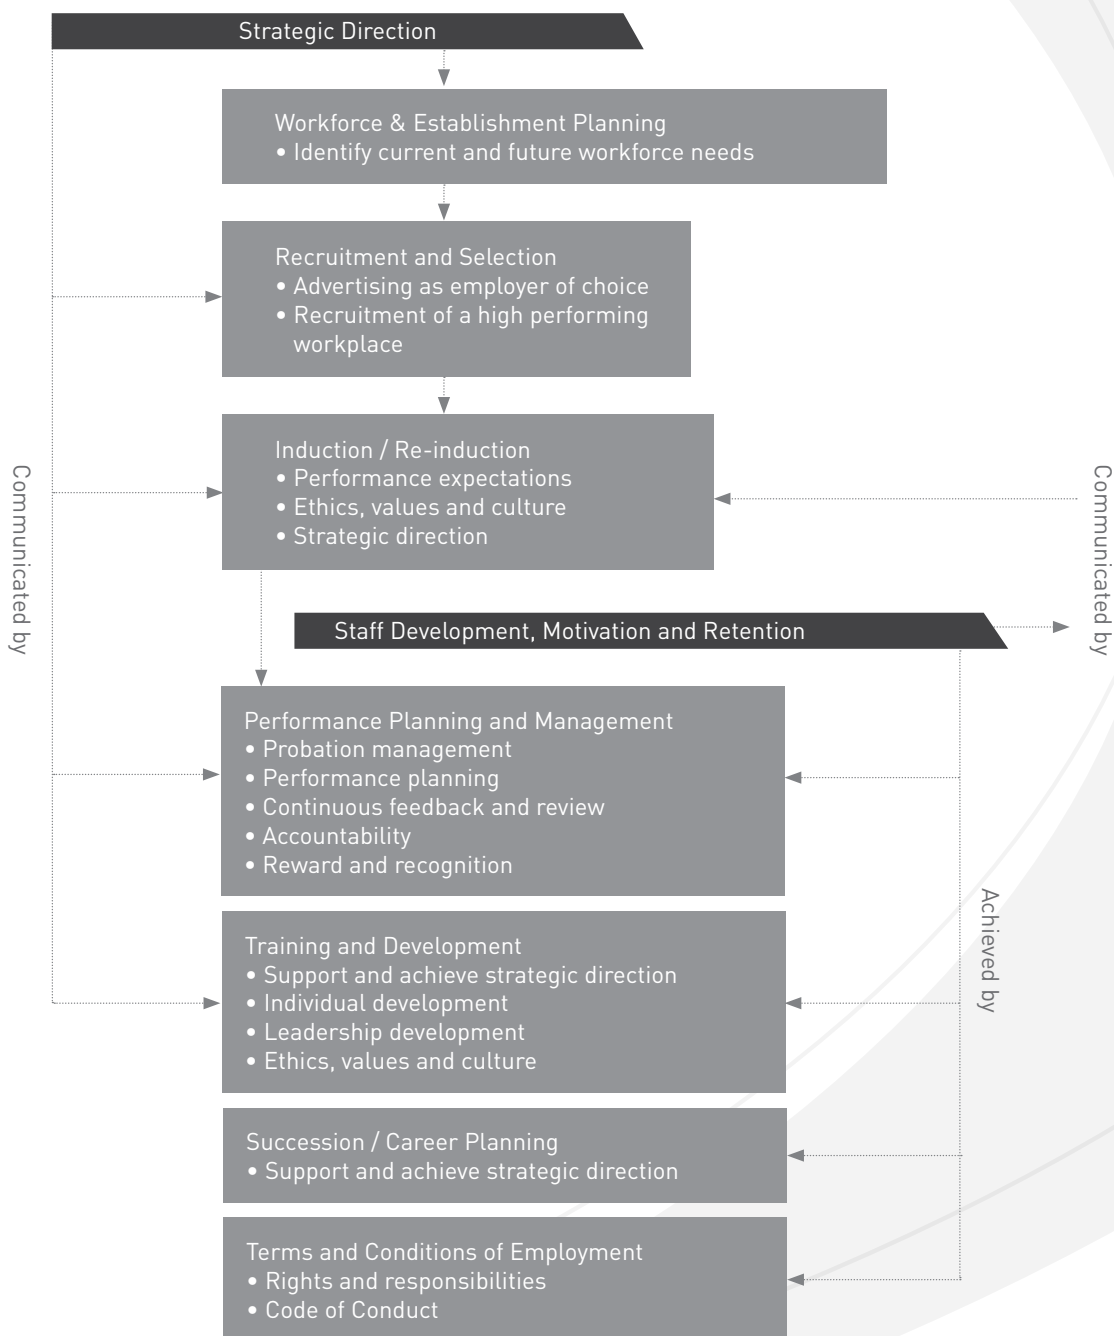 Strategic Direction
Workforce & Establishment Planning
• Identify current and future workforce needs
Recruitment and Selection
• Advertising as employer of choice
• Recruitment of a high performing
workplace
Induction / Re-induction
• Performance expectations
• Ethics, values and culture
• Strategic direction
Communicated by
Communicated by
Staff Development, Motivation and Retention
Performance Planning and Management
• Probation management
• Performance planning
• Continuous feedback and review
• Accountability
• Reward and recognition
Achieved by
Training and Development
• Support and achieve strategic direction
• Individual development
• Leadership development
• Ethics, values and culture
Succession / Career Planning
• Support and achieve strategic direction
Terms and Conditions of Employment
• Rights and responsibilities
• Code of Conduct